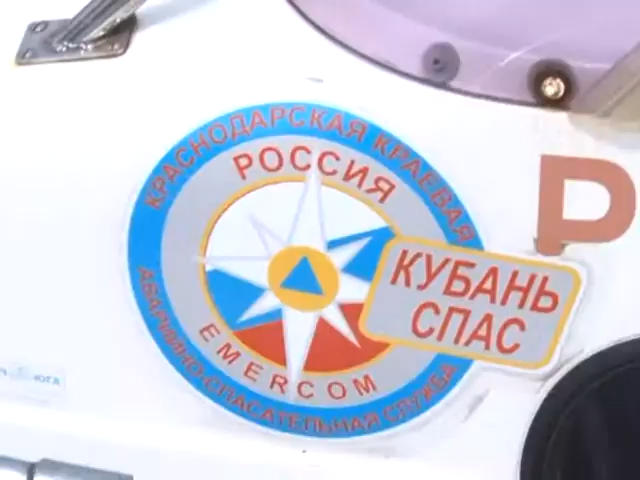 КРАСНОДАРСКАЯ КРАЕВАЯ
РОССИЯ
КУБАНЬ
СПАС
EMERCOM
АВАРИЙНО-СПАСАТЕЛЬНАЯ СЛУЖБА
Р